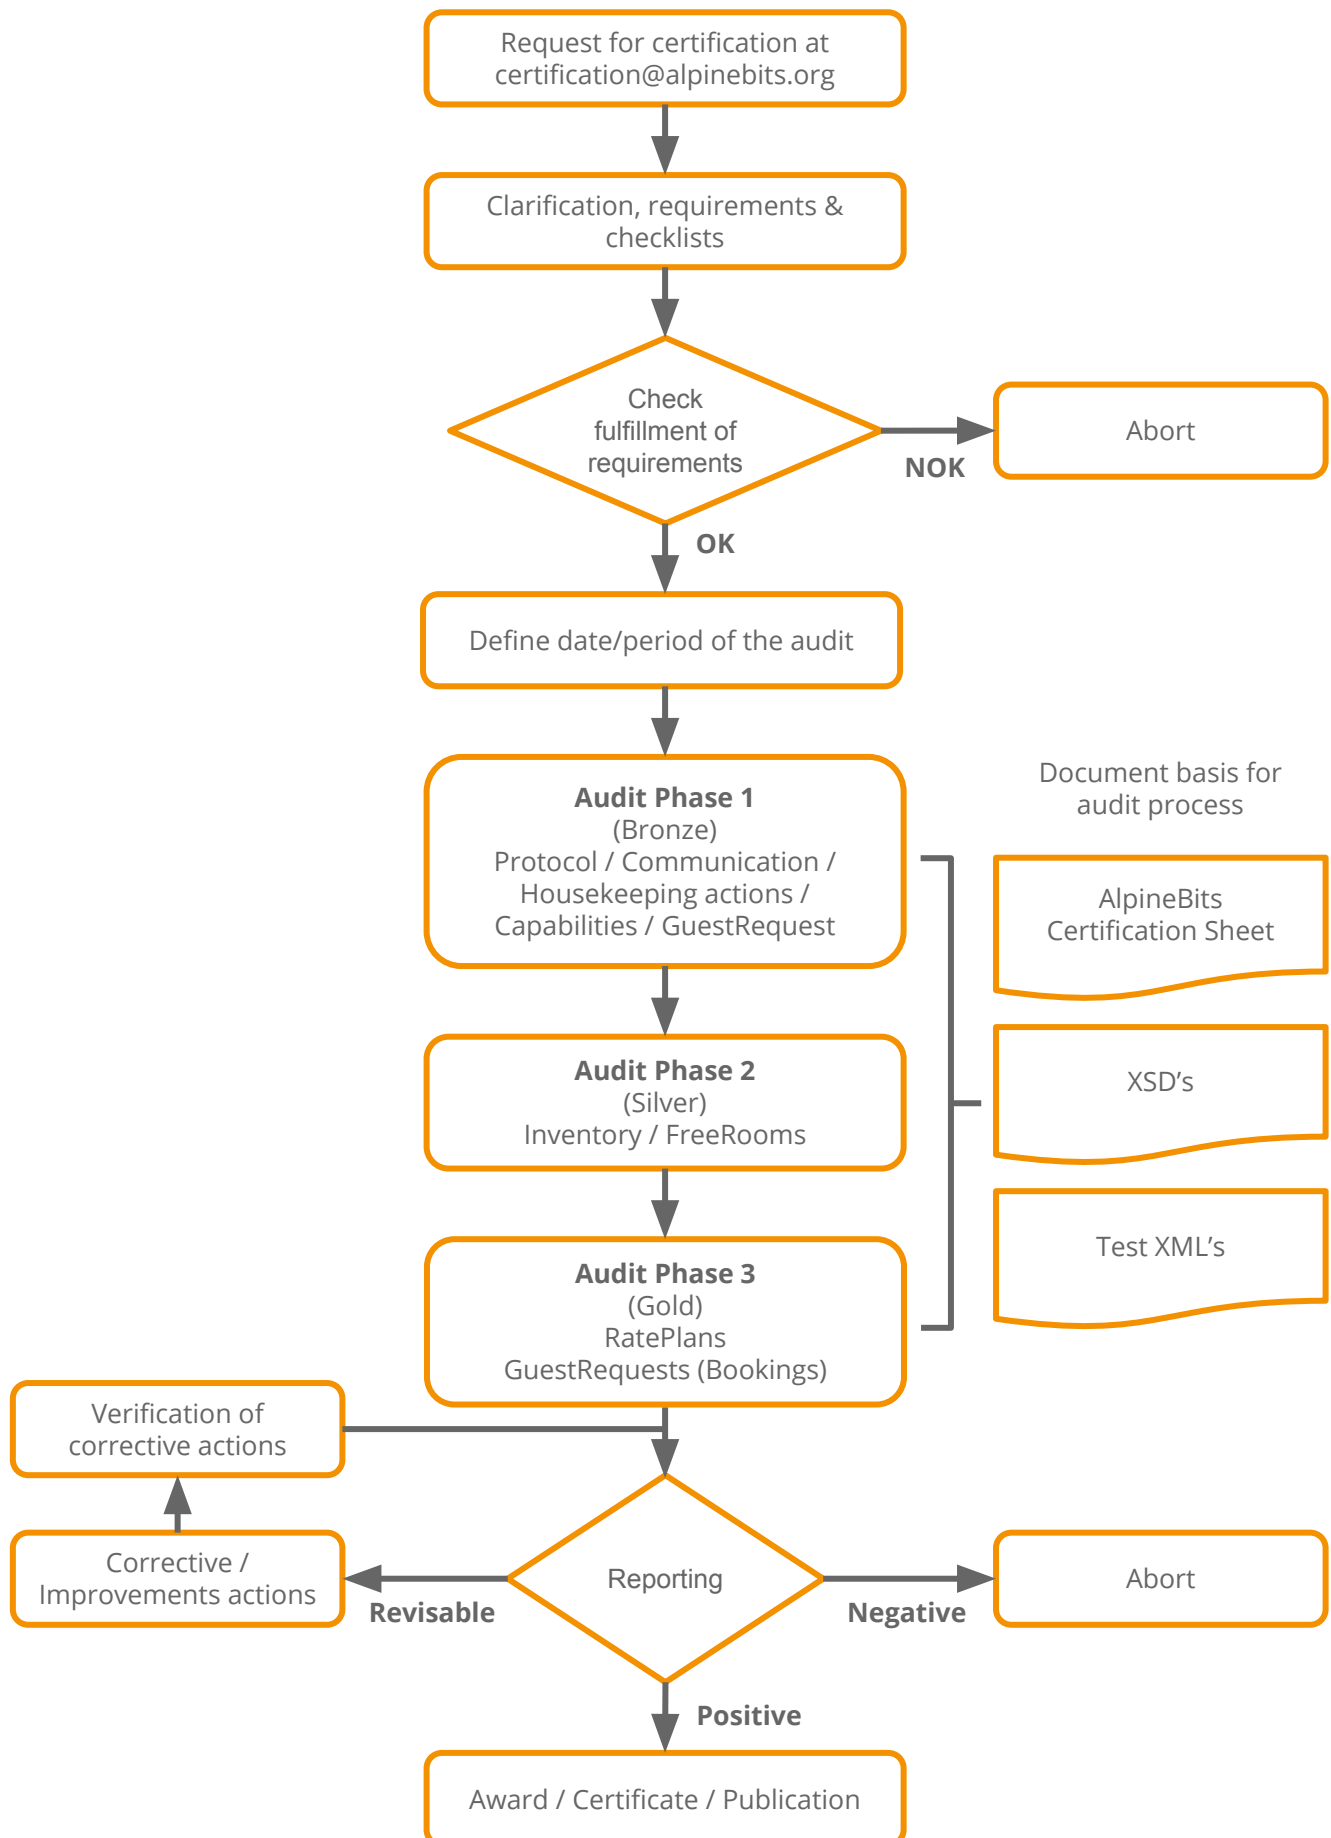 Request for certification at
certification@alpinebits.org
Clarification, requirements &
checklists
Check
fulfillment of
requirements
NOK
Abort
OK
Define date/period of the audit
Audit Phase 1
(Bronze)
Protocol / Communication /
Housekeeping actions /
Capabilities / GuestRequest
Document basis for
audit process
AlpineBits
Certification Sheet
XSD’s
Test XML’s
Audit Phase 2
(Silver)
Inventory / FreeRooms
Audit Phase 3
(Gold)
RatePlans
GuestRequests (Bookings)
Verification of
corrective actions
Corrective /
Improvements actions
Revisable
Reporting
Negative
Abort
Positive
Award / Certificate / Publication